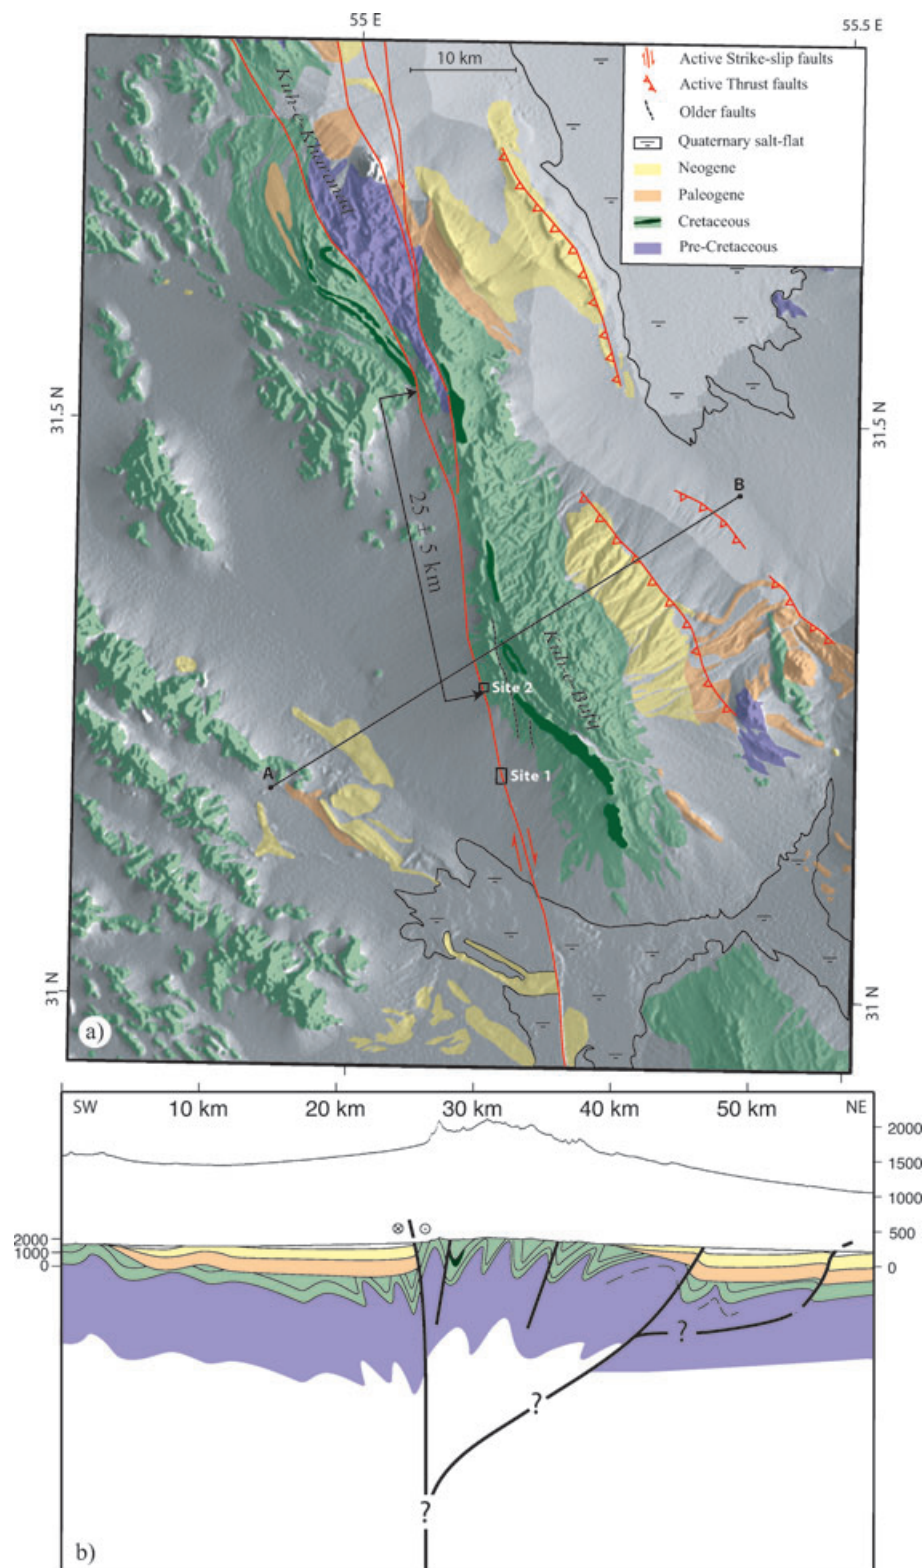 55 E
55.5 E
10 km
Active Strike-slip faults
Active Thrust faults
Older faults
Quaternary salt-flat
Neogene
Paleogene
Cretaceous
Pre-Cretaceous
Kuh-e-Kharanaq
31.5 N
31.5 N
25 ± 5 km
B
Kuh-e-Bafq
Site 2
A
Site 1
31 N
31 N
a)
SW
10 km
20 km
30 km
40 km
50 km
NE
2000
1500
1000
500
0
2000
1000
0
?
?
?
b)